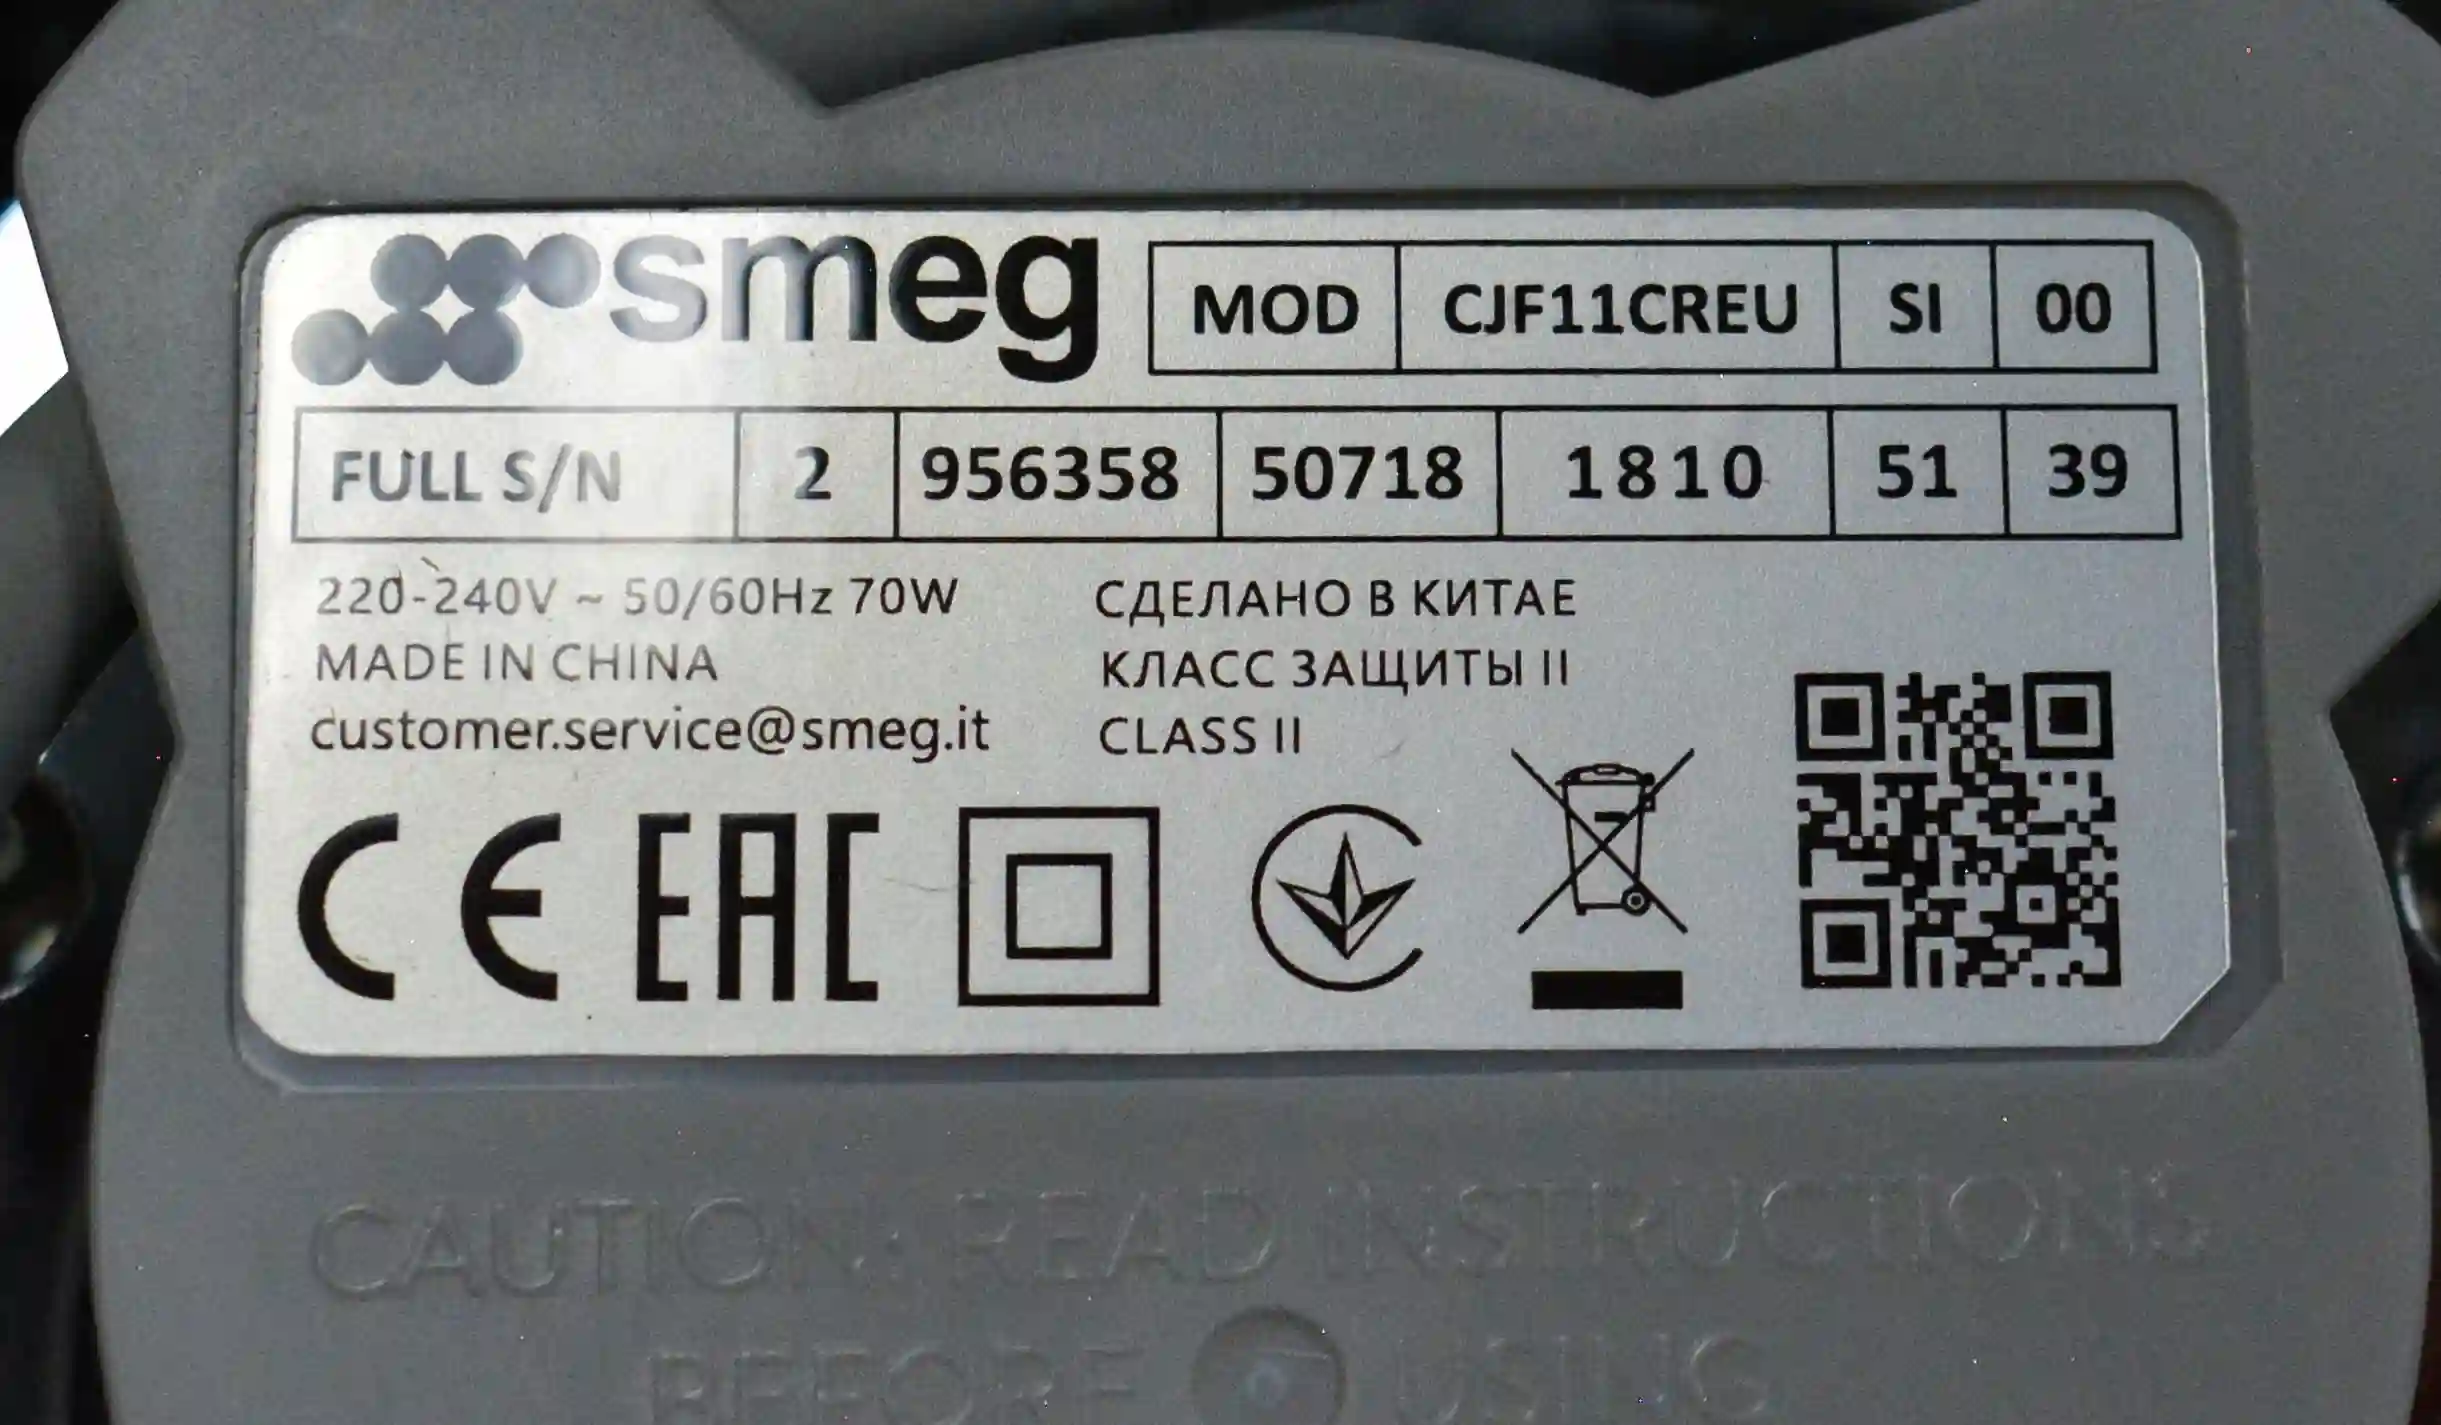 smeg MOD CJF11CREU SI 00
FULL S/N 2 956358 50718 1810 51 39
220-240V ~ 50/60Hz 70W
MADE IN CHINA
customer.service@smeg.it
СДЕЛАНО В КИТАЕ
КЛАСС ЗАЩИТЫ II
CLASS II
CE EAC
CAUTION: READ INSTRUCTIONS
BEFORE USING